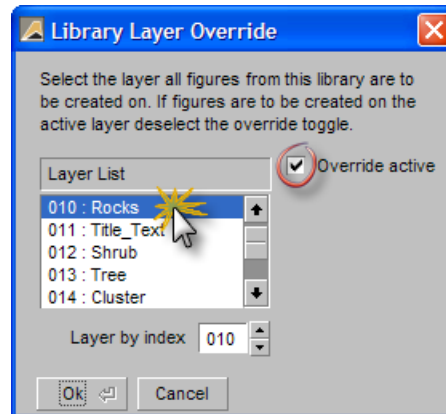 Library Layer Override
Select the layer all figures from this library are to
be created on. If figures are to be created on the
active layer deselect the override toggle.
Layer List
Override active
010 : Rocks
011 : Title_Text
012 : Shrub
013 : Tree
014 : Cluster
Layer by index 010
Ok Cancel